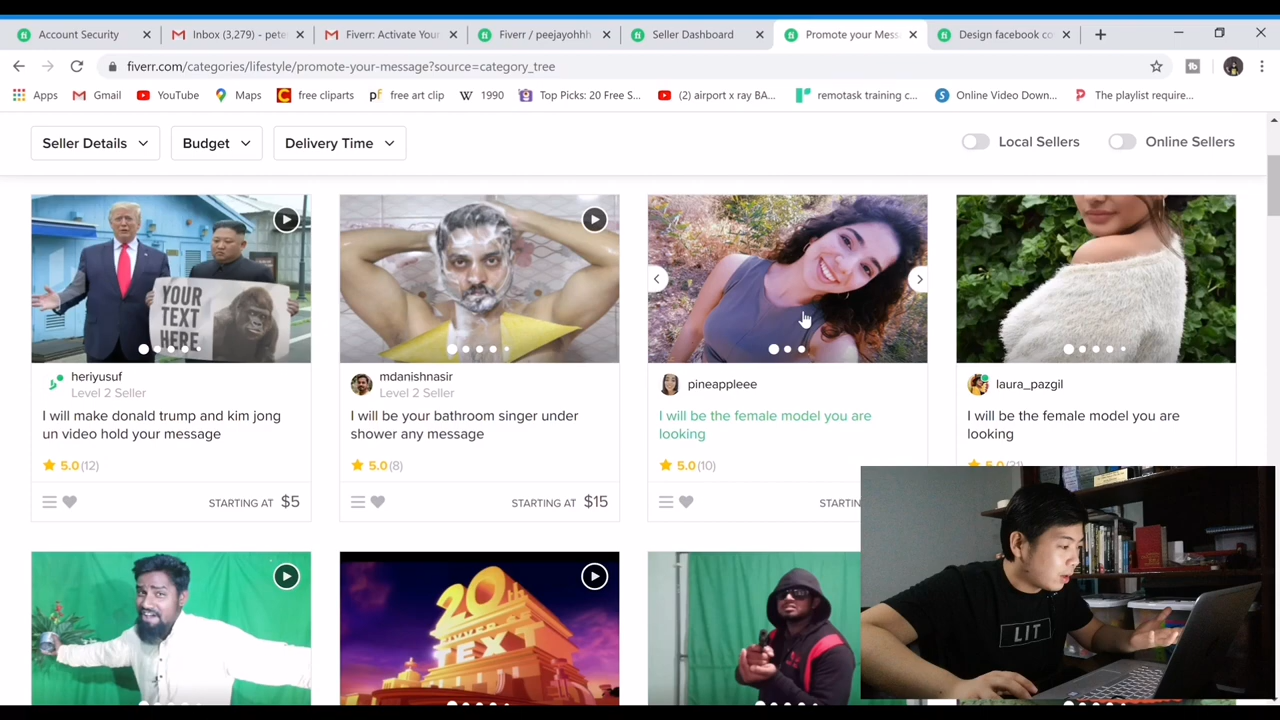 Account Security
Inbox (3,279) - pete
Fiverr: Activate Your
Fiverr / peejayohhh
Seller Dashboard
Promote your Mess
Design facebook co
fiverr.com/categories/lifestyle/promote-your-message?source=category_tree
Apps
Gmail
YouTube
Maps
free cliparts
free art clip
1990
Top Picks: 20 Free S...
(2) airport x ray BA...
remotask training c...
Online Video Down...
The playlist require...
Seller Details
Budget
Delivery Time
Local Sellers
Online Sellers
YOUR
TEXT
HERE
heriyusuf
Level 2 Seller
I will make donald trump and kim jong
un video hold your message
5.0 (12)
STARTING AT $5
mdanishnasir
Level 2 Seller
I will be your bathroom singer under
shower any message
5.0 (8)
STARTING AT $15
pineappleee
I will be the female model you are
looking
5.0 (10)
STARTIN
laura_pazgil
I will be the female model you are
looking
20
TEXT
LIT